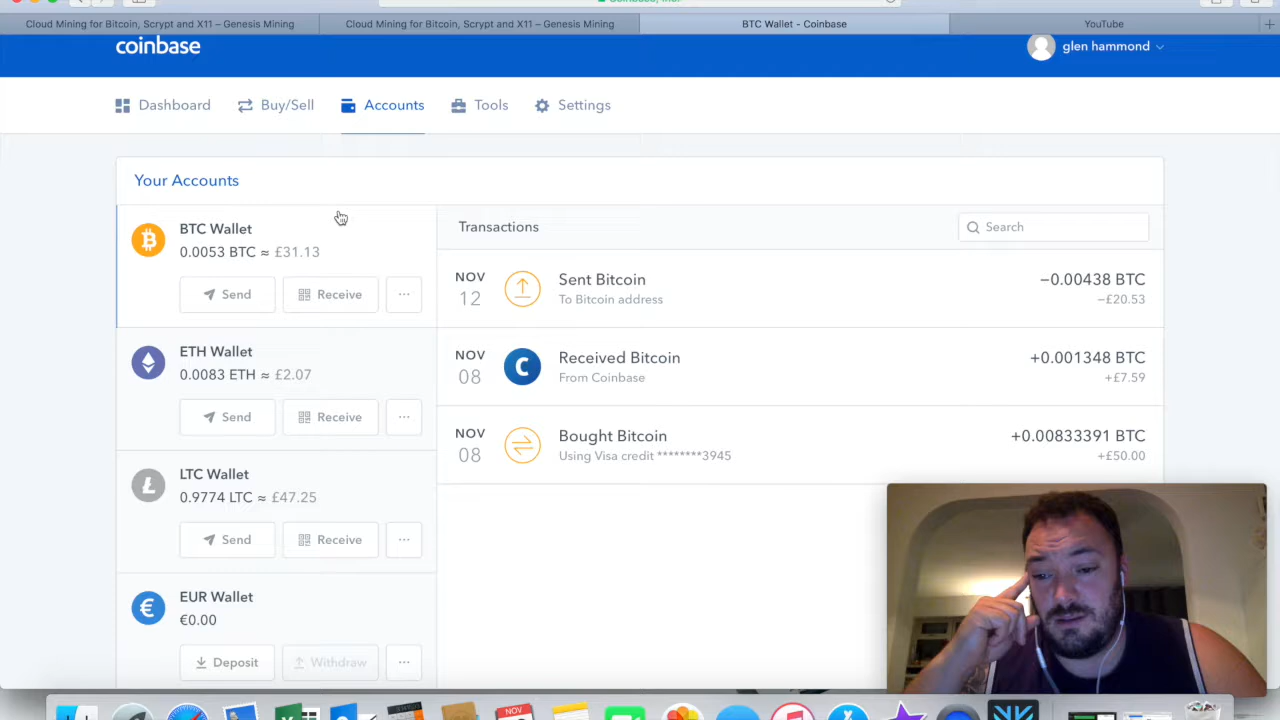 Cloud Mining for Bitcoin, Scrypt and X11 – Genesis Mining
Cloud Mining for Bitcoin, Scrypt and X11 – Genesis Mining
BTC Wallet - Coinbase
YouTube
coinbase
glen hammond
Dashboard
Buy/Sell
Accounts
Tools
Settings
Your Accounts
BTC Wallet
0.0053 BTC ≈ £31.13
Send
Receive
ETH Wallet
0.0083 ETH ≈ £2.07
Send
Receive
LTC Wallet
0.9774 LTC ≈ £47.25
Send
Receive
EUR Wallet
€0.00
Deposit
Withdraw
Transactions
Search
NOV 12
Sent Bitcoin
To Bitcoin address
−0.00438 BTC
−£20.53
NOV 08
Received Bitcoin
From Coinbase
+0.001348 BTC
+£7.59
NOV 08
Bought Bitcoin
Using Visa credit ********3945
+0.00833391 BTC
+£50.00
NOV